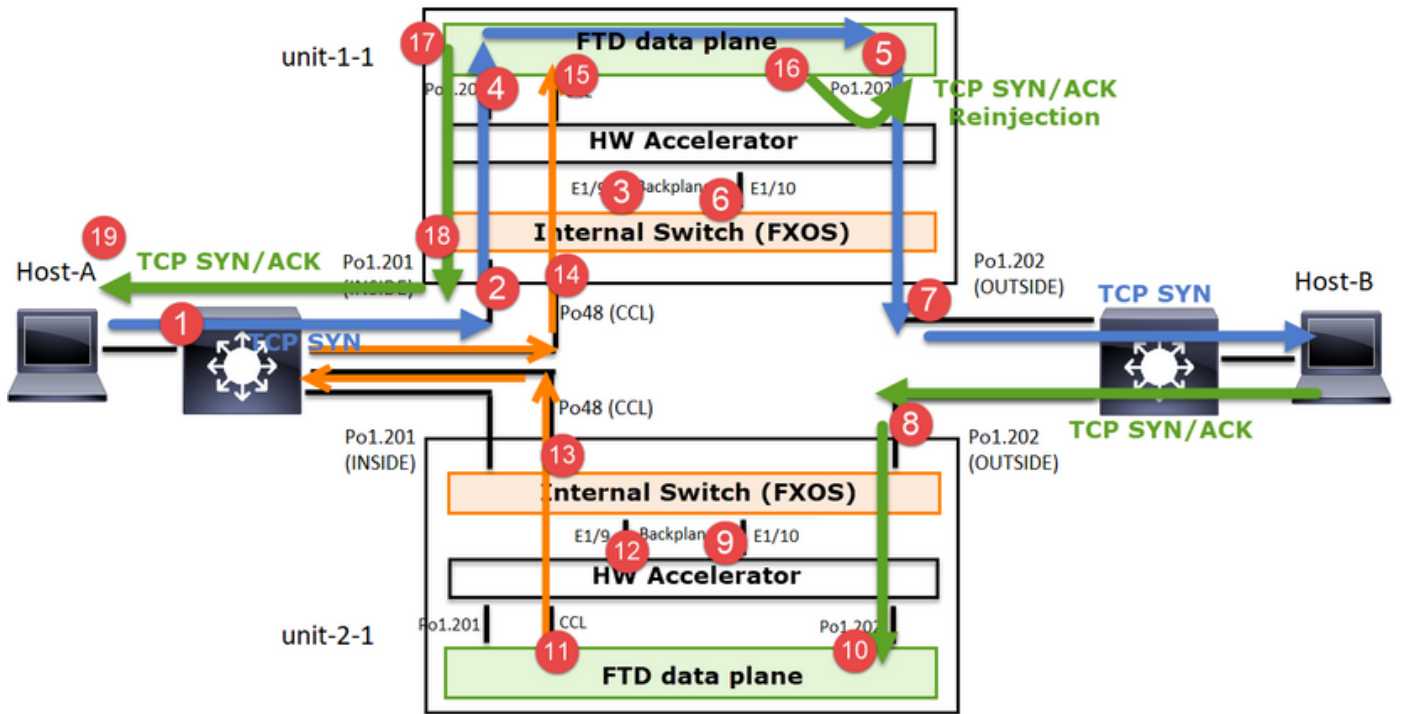 unit-1-1
17
FTD data plane
5
4
15
16
Po1.202
TCP SYN/ACK
Reinjection
HW Accelerator
E1/9
3
Backplan
6
E1/10
Internal Switch (FXOS)
19
Host-A
TCP SYN/ACK
18
Po1.201
(INSIDE)
2
14
Po1.202
(OUTSIDE)
7
TCP SYN
Host-B
1
TCP SYN
Po48 (CCL)
Po48 (CCL)
8
TCP SYN/ACK
Po1.201
(INSIDE)
13
Po1.202
(OUTSIDE)
Internal Switch (FXOS)
E1/9
12
Backplan
9
E1/10
HW Accelerator
unit-2-1
Po1.201
CCL
11
Po1.202
10
FTD data plane